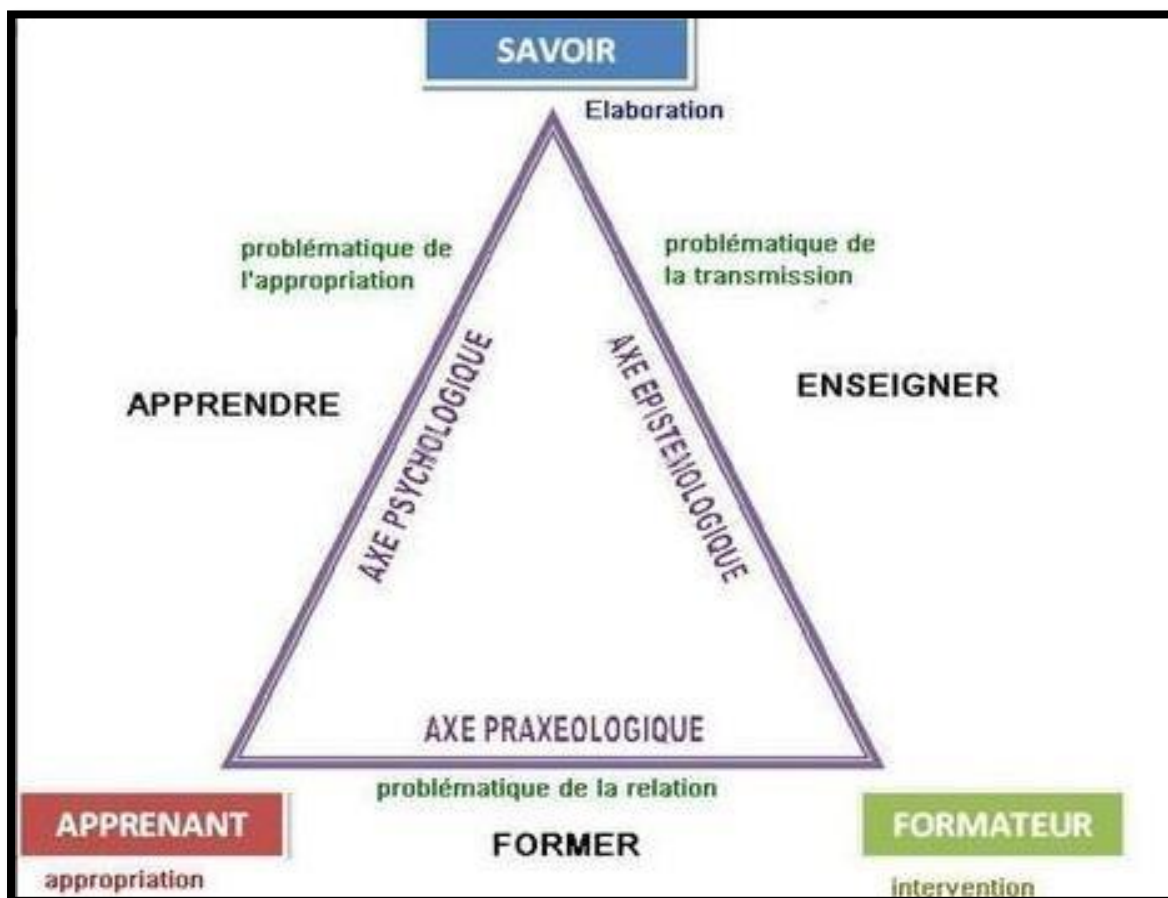 SAVOIR
Elaboration
problématique de
l'appropriation
problématique de
la transmission
APPRENDRE
ENSEIGNER
AXE PSYCHOLOGIQUE
AXE EPISTEMOLOGIQUE
AXE PRAXEOLOGIQUE
problématique de la relation
APPRENANT
FORMATEUR
FORMER
appropriation
intervention